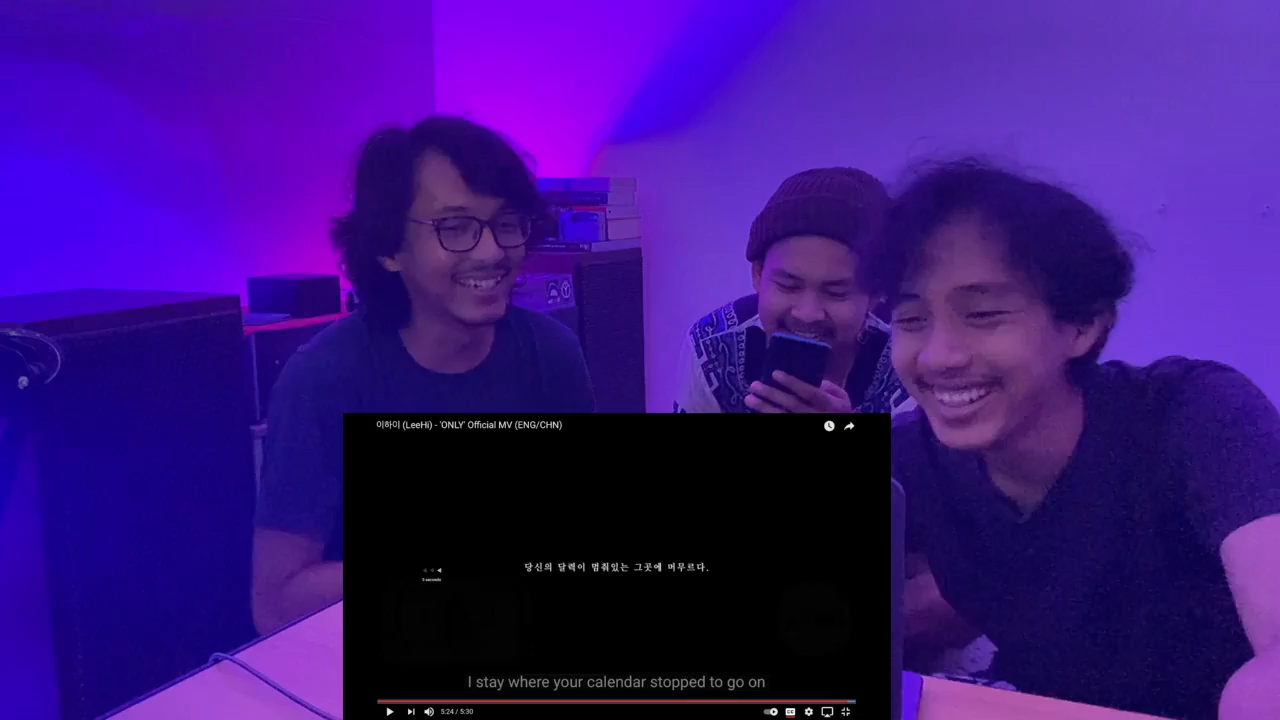 이하이 (LeeHi) - 'ONLY' Official MV (ENG/CHN)
당신의 달력이 멈춰있는 그곳에 머무르다.
5 seconds
I stay where your calendar stopped to go on
5:24 / 5:30